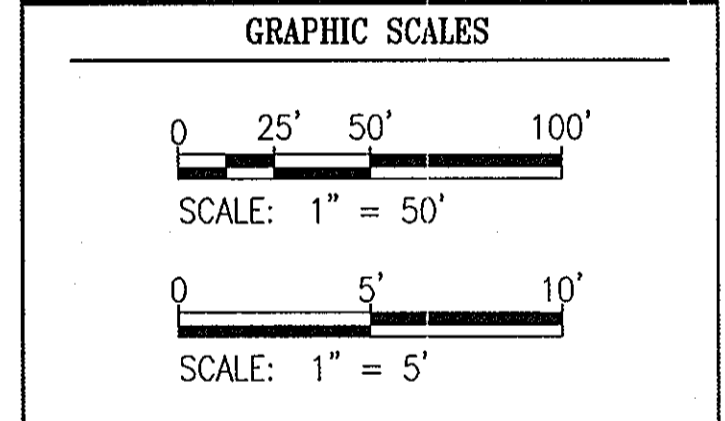 GRAPHIC SCALES
0 25' 50' 100'
SCALE: 1" = 50'
0 5' 10'
SCALE: 1" = 5'